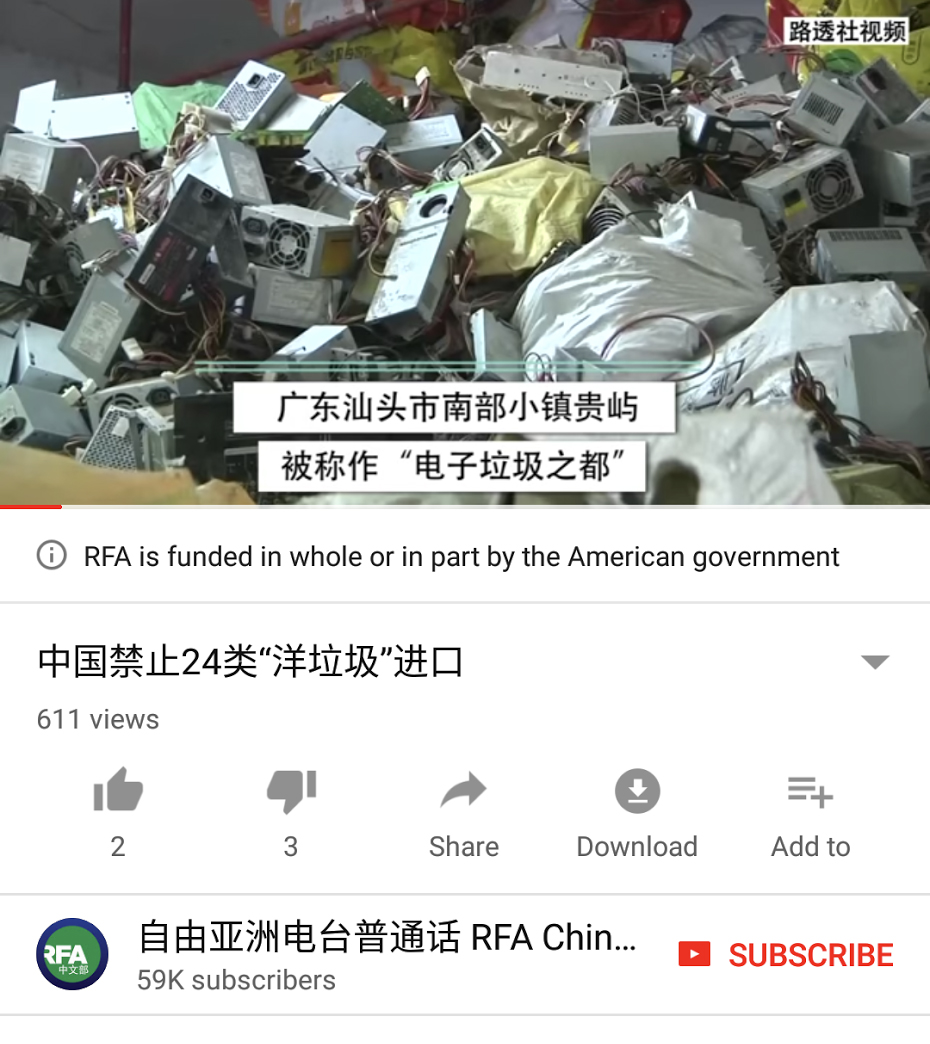 路透社视频
广东汕头市南部小镇贵屿
被称作“电子垃圾之都”
RFA is funded in whole or in part by the American government
中国禁止24类“洋垃圾”进口
611 views
2
3
Share
Download
Add to
RFA
中文部
自由亚洲电台普通话 RFA Chin...
SUBSCRIBE
59K subscribers